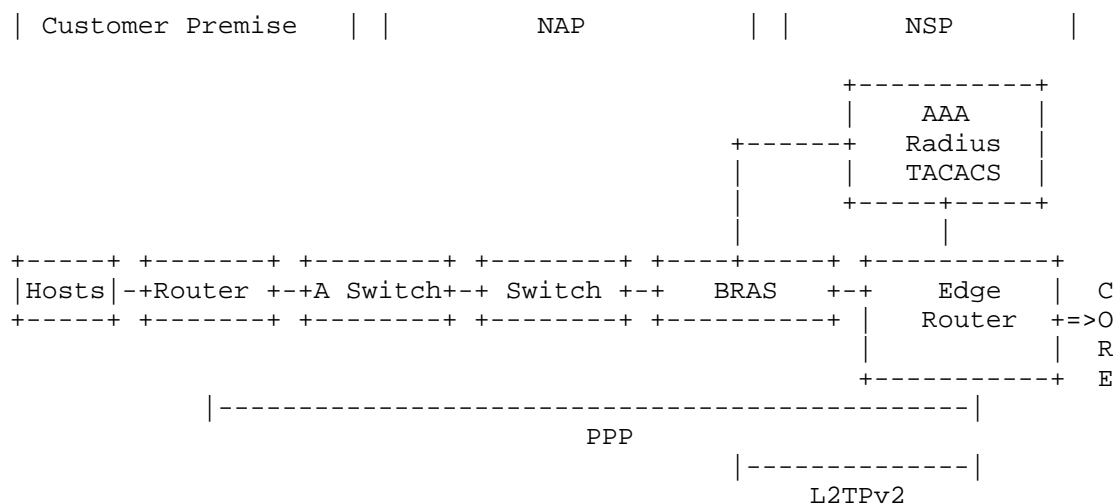 | Customer Premise | | NAP | | NSP |
AAA
Radius
TACACS
|Hosts|-+Router +-+A Switch+-+ Switch +-+ BRAS +-+ Edge | C
Router +=>O
R
E
PPP
L2TPv2